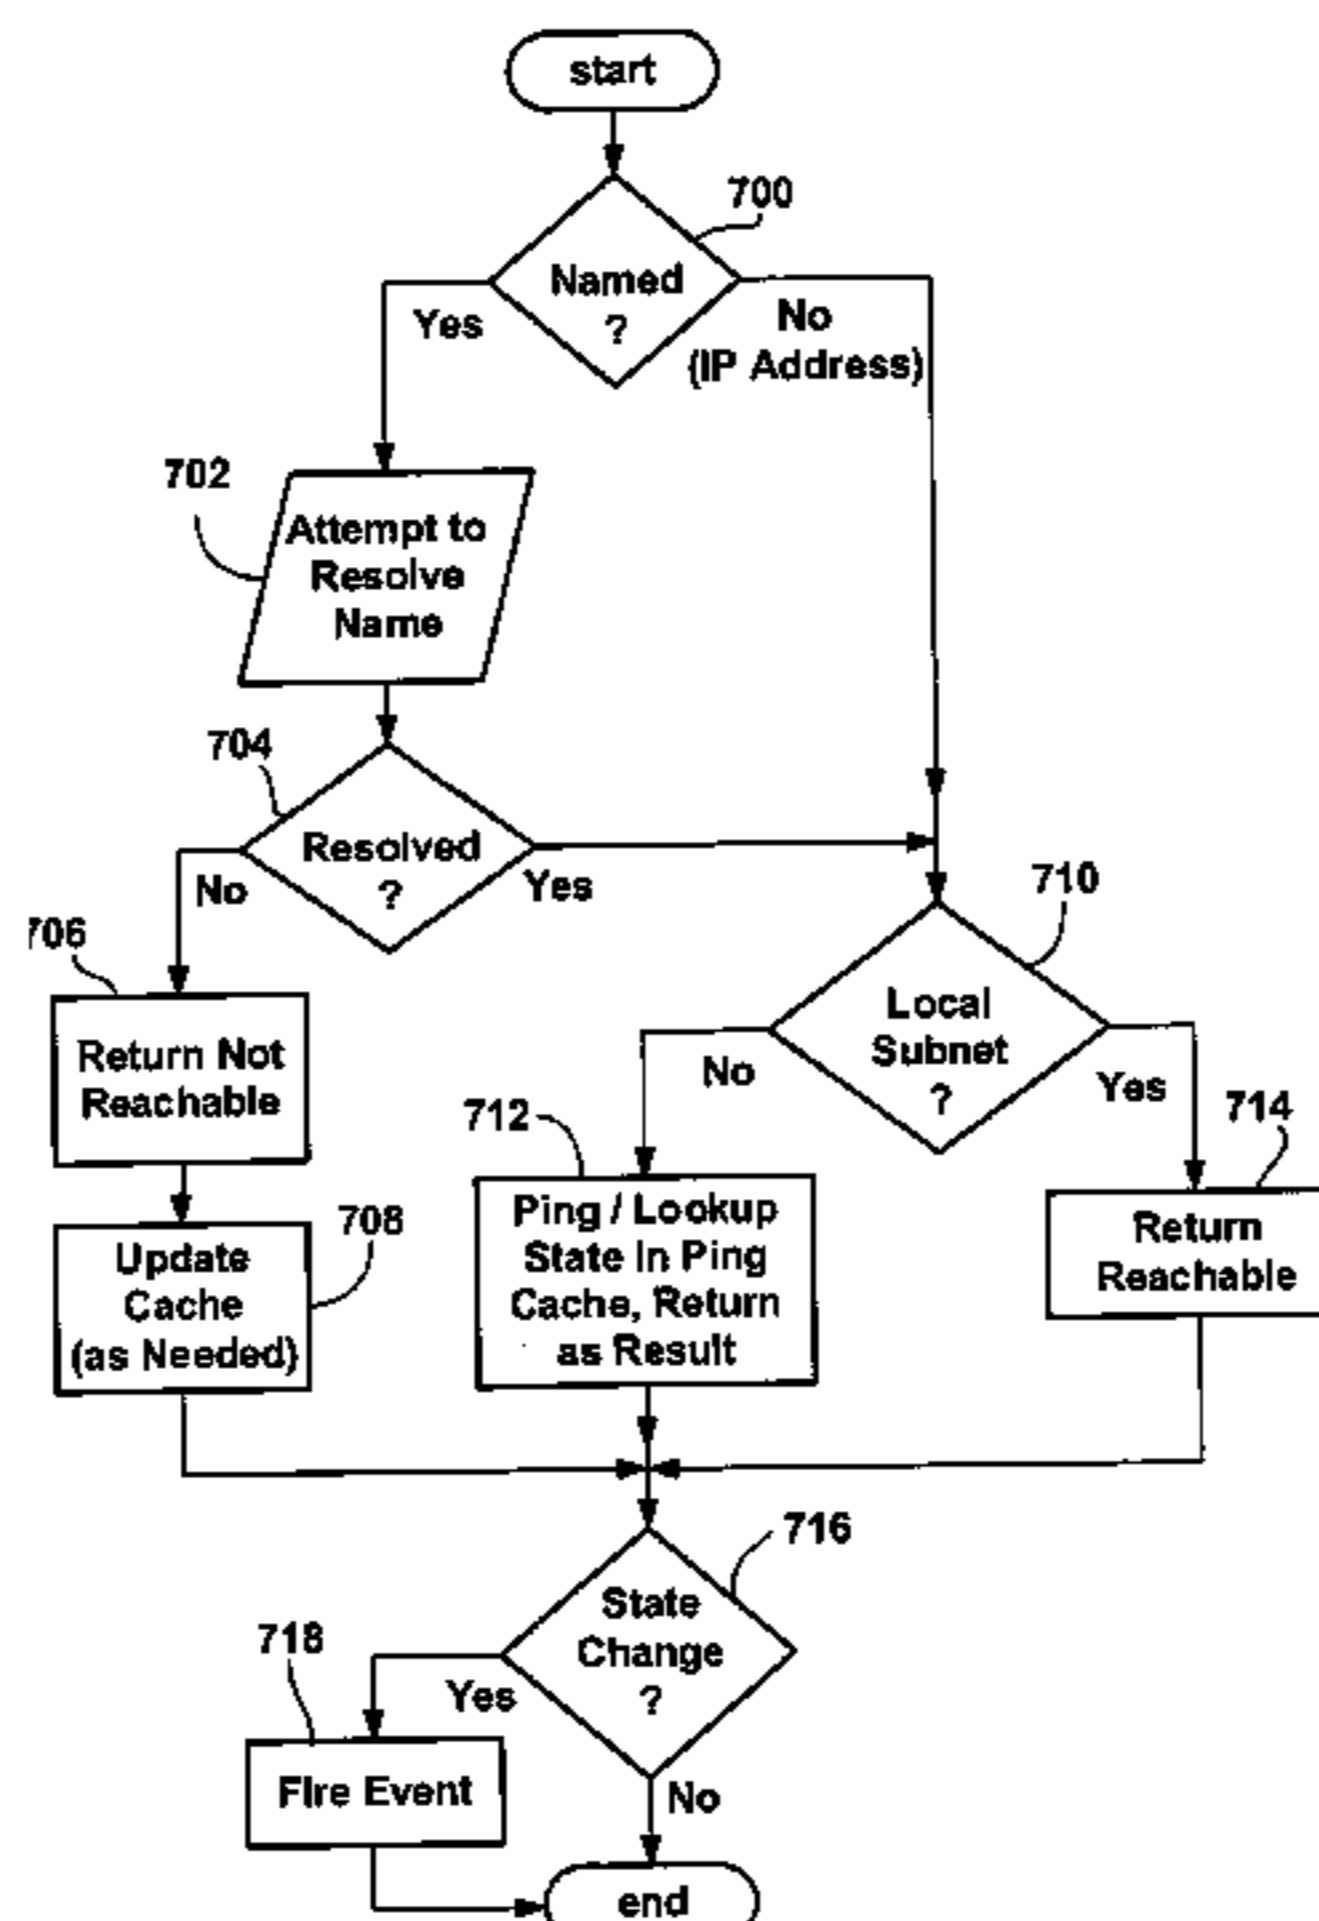 start
700
Named
?
Yes
No
(IP Address)
702
Attempt to
Resolve
Name
704
Resolved
?
No
Yes
706
Return Not
Reachable
708
Update
Cache
(as Needed)
710
Local
Subnet
?
No
Yes
712
Ping / Lookup
State in Ping
Cache, Return
as Result
714
Return
Reachable
716
State
Change
?
Yes
No
718
Fire Event
end